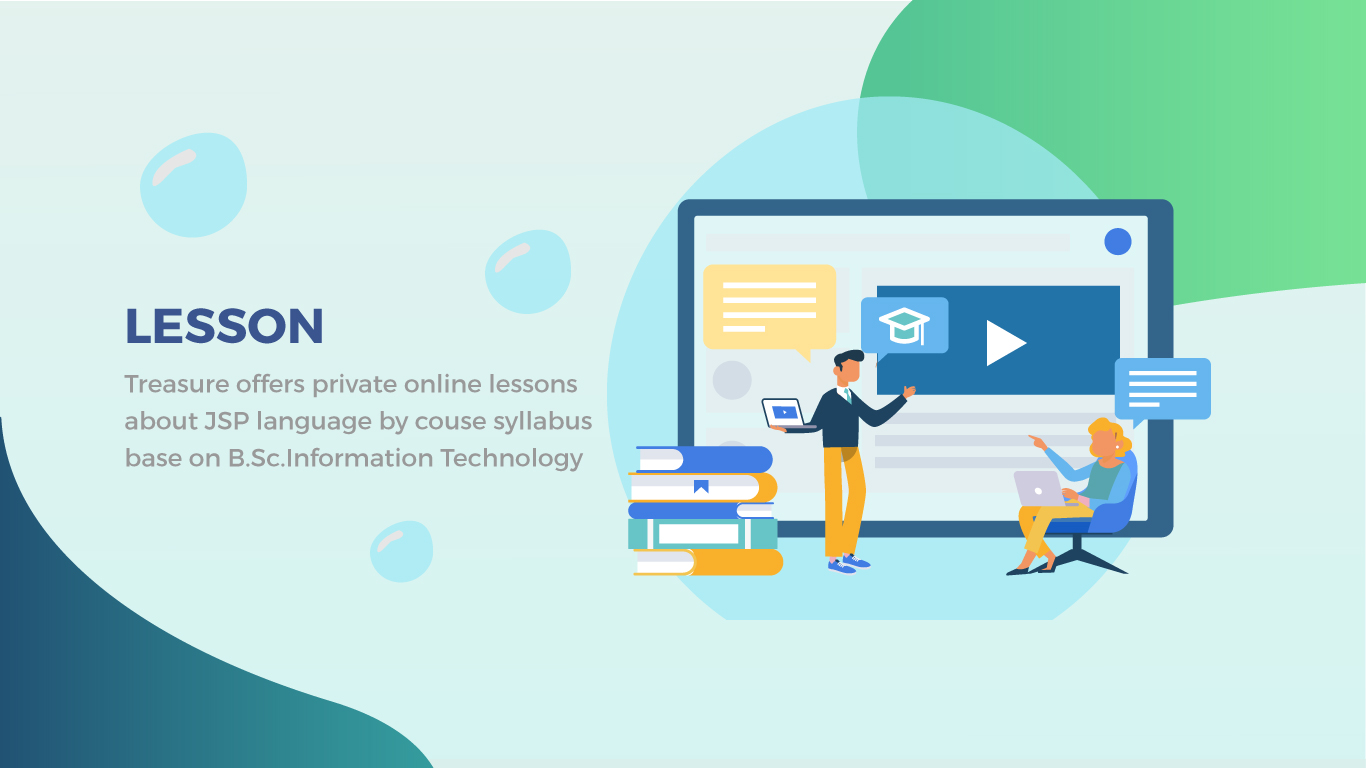 LESSON
Treasure offers private online lessons
about JSP language by couse syllabus
base on B.Sc.Information Technology